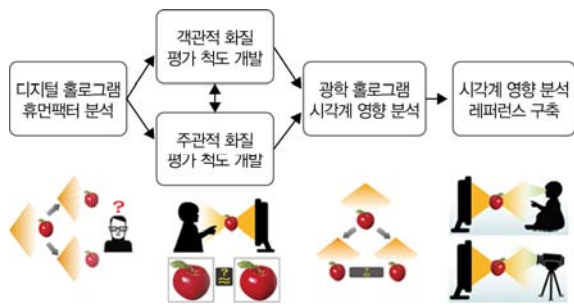 객관적 화질
평가 척도 개발
디지털 홀로그램
휴먼팩터 분석
주관적 화질
평가 척도 개발
광학 홀로그램
시각계 영향 분석
시각계 영향 분석
레퍼런스 구축
?
?